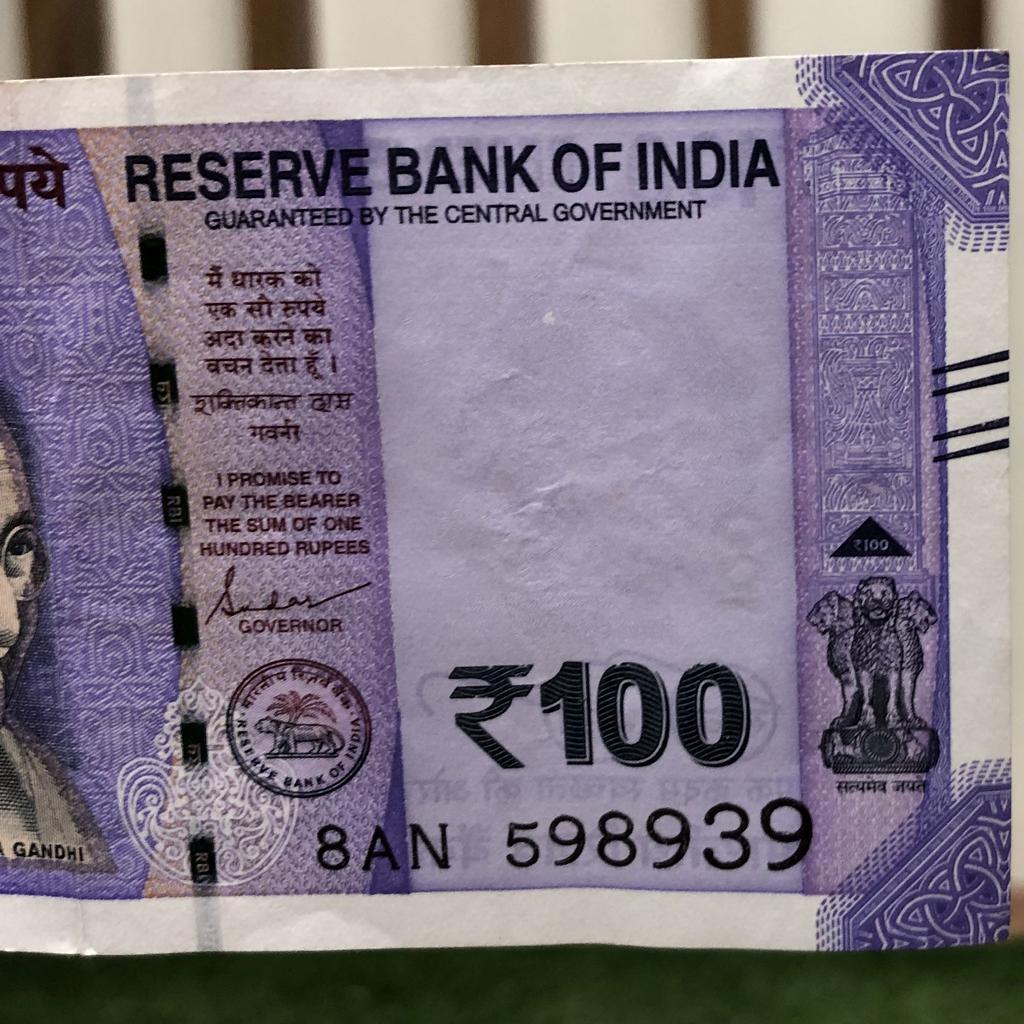 पये
RESERVE BANK OF INDIA
GUARANTEED BY THE CENTRAL GOVERNMENT
मैं धारक को
एक सौ रुपये
अदा करने का
वचन देता हूँ ।
शक्तिकान्त दास
गवर्नर
I PROMISE TO
PAY THE BEARER
THE SUM OF ONE
HUNDRED RUPEES
GOVERNOR
RBI
₹100
भारतीय रिज़र्व बैंक
RESERVE BANK OF INDIA
₹100
सत्यमेव जयते
8AN 598939
A GANDHI
RBI